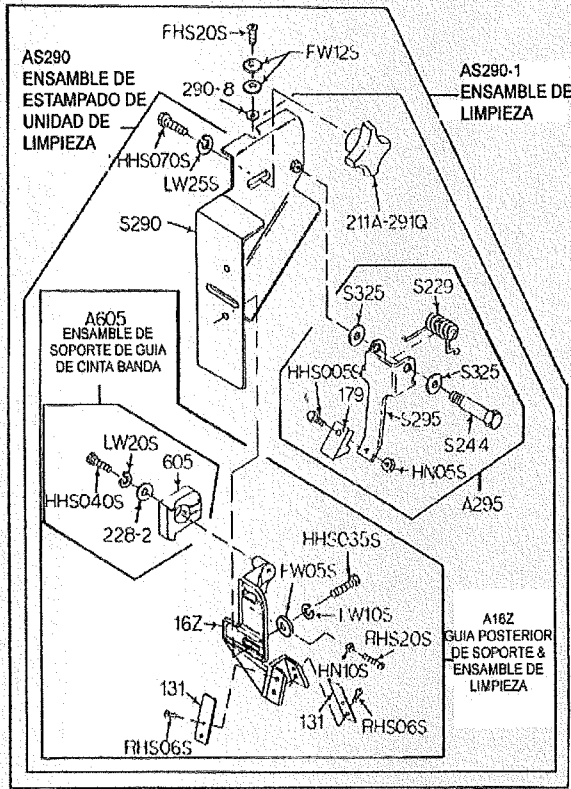 FHS20S
FW12S
290-8
AS290
ENSAMBLE DE
ESTAMPADO DE
UNIDAD DE
LIMPIEZA
AS290-1
ENSAMBLE DE
LIMPIEZA
HHS070S
LW25S
S290
211A-291Q
A605
ENSAMBLE DE
SOPORTE DE GUIA
DE CINTA BANDA
S325
S229
HHS005S
179
S325
S295
S244
HN05S
A295
LW20S
605
HHS040S
228-2
HHS035S
FW05S
16Z
LW10S
RHS20S
HN10S
A16Z
GUIA POSTERIOR
DE SOPORTE &
ENSAMBLE DE
LIMPIEZA
131
RHS06S
131
RHS06S